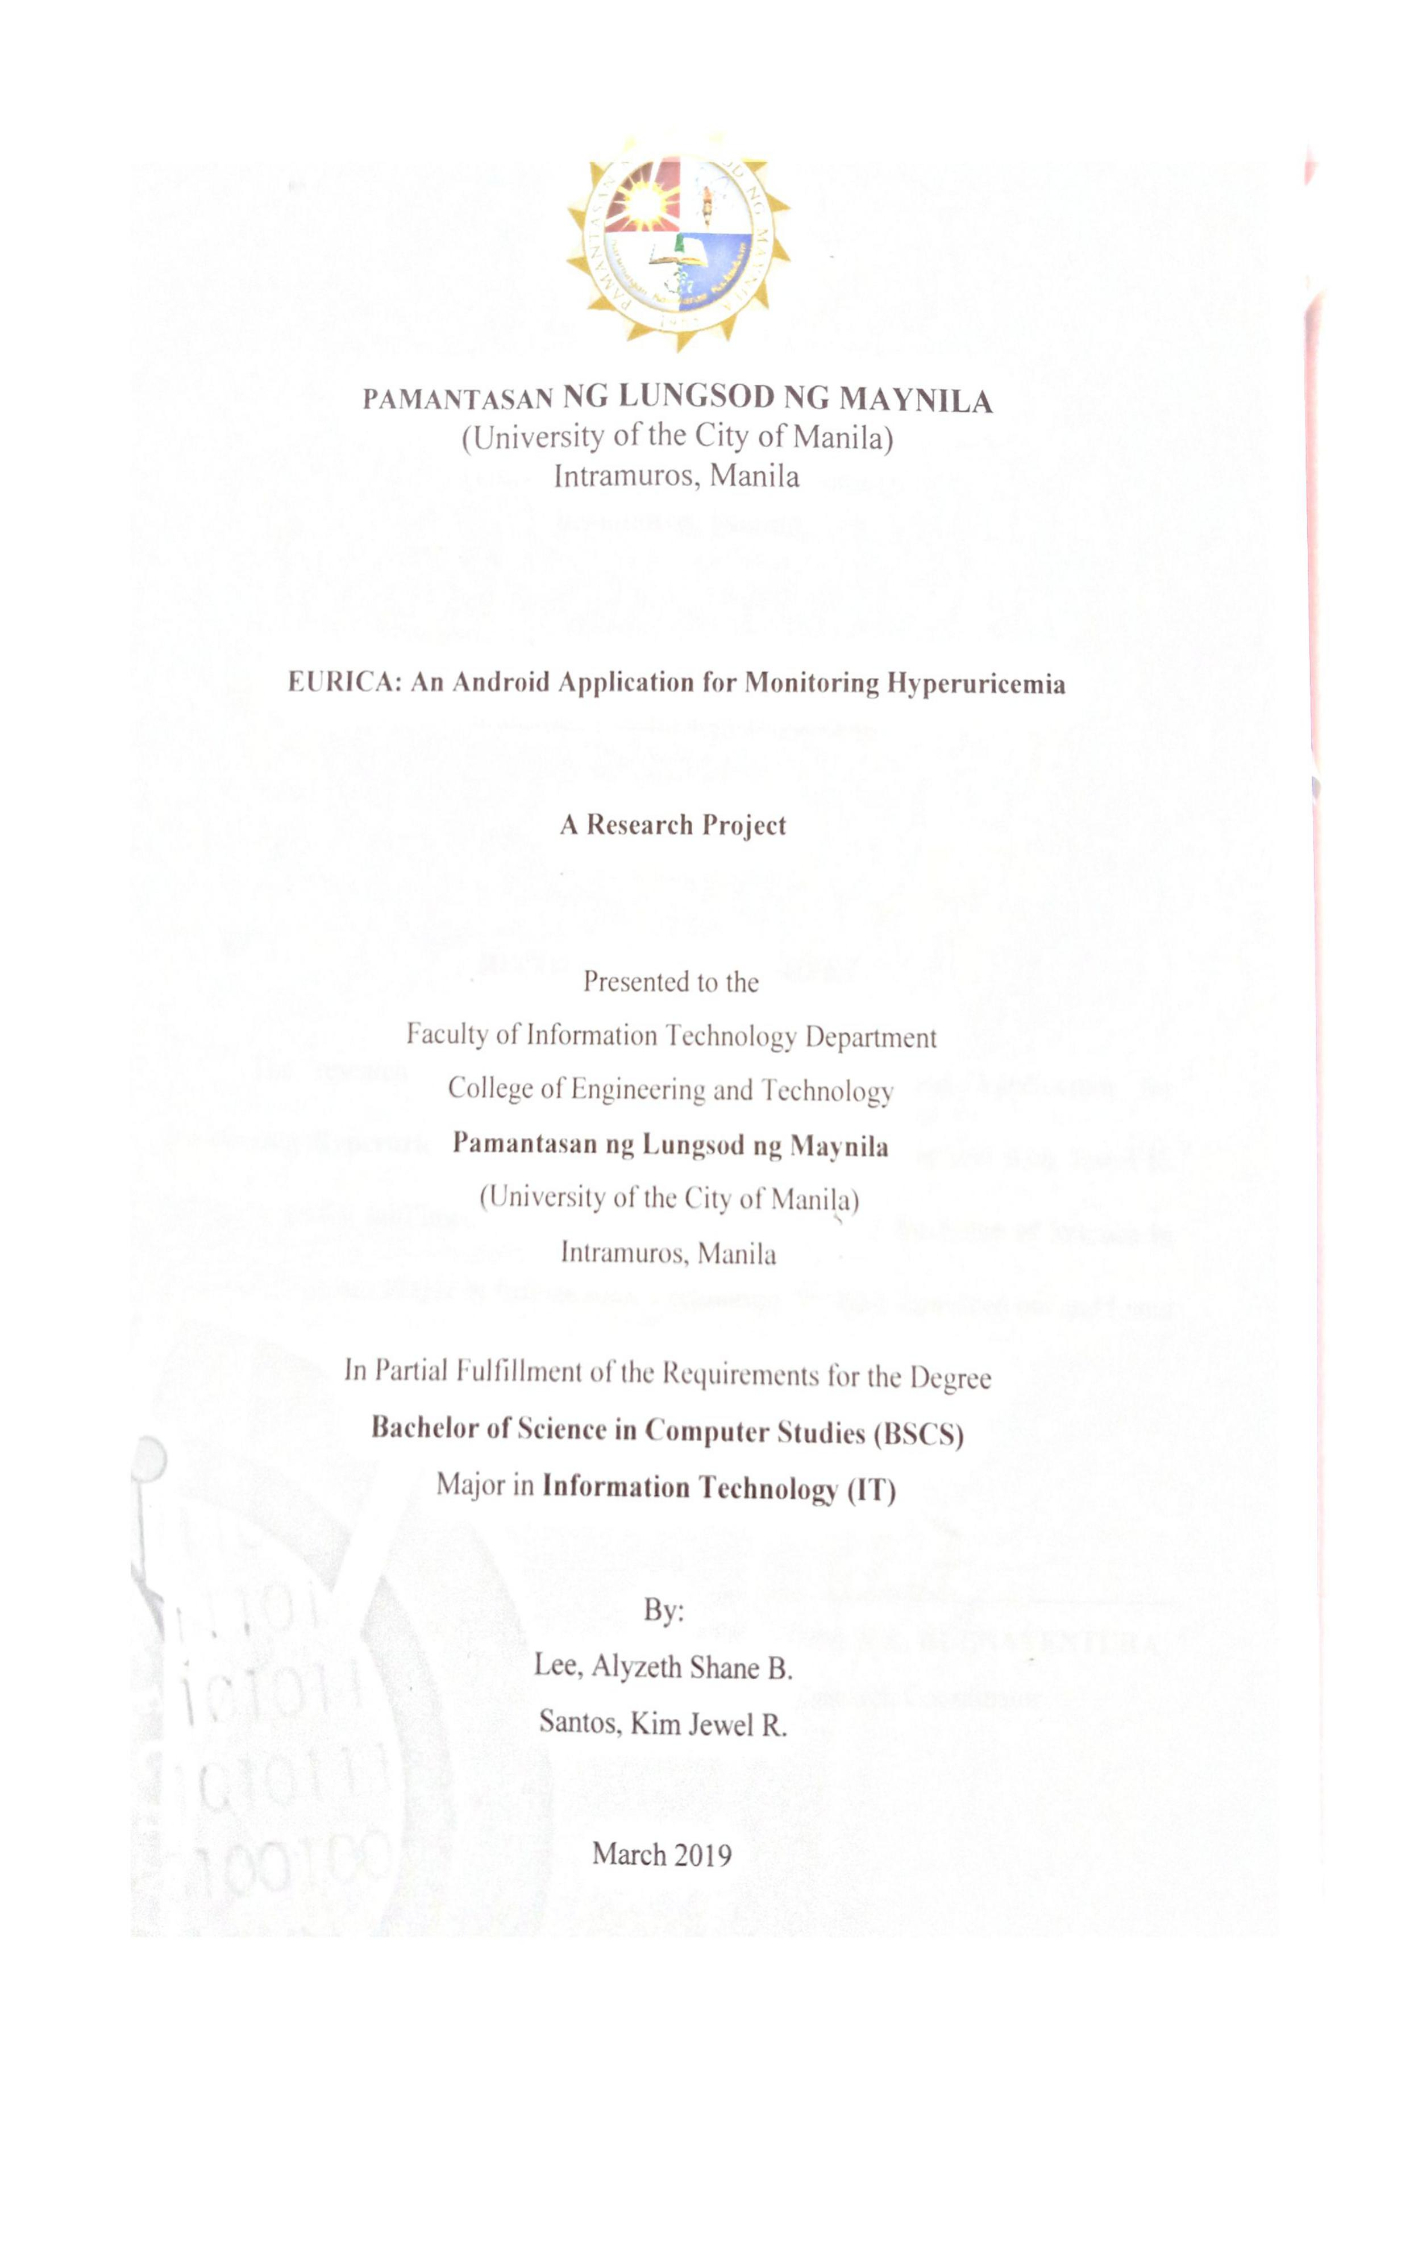 PAMANTASAN NG LUNGSOD NG MAYNILA
(University of the City of Manila)
Intramuros, Manila
EURICA: An Android Application for Monitoring Hyperuricemia
A Research Project
Presented to the
Faculty of Information Technology Department
College of Engineering and Technology
Pamantasan ng Lungsod ng Maynila
(University of the City of Manila)
Intramuros, Manila
In Partial Fulfillment of the Requirements for the Degree
Bachelor of Science in Computer Studies (BSCS)
Major in Information Technology (IT)
By:
Lee, Alyzeth Shane B.
Santos, Kim Jewel R.
March 2019